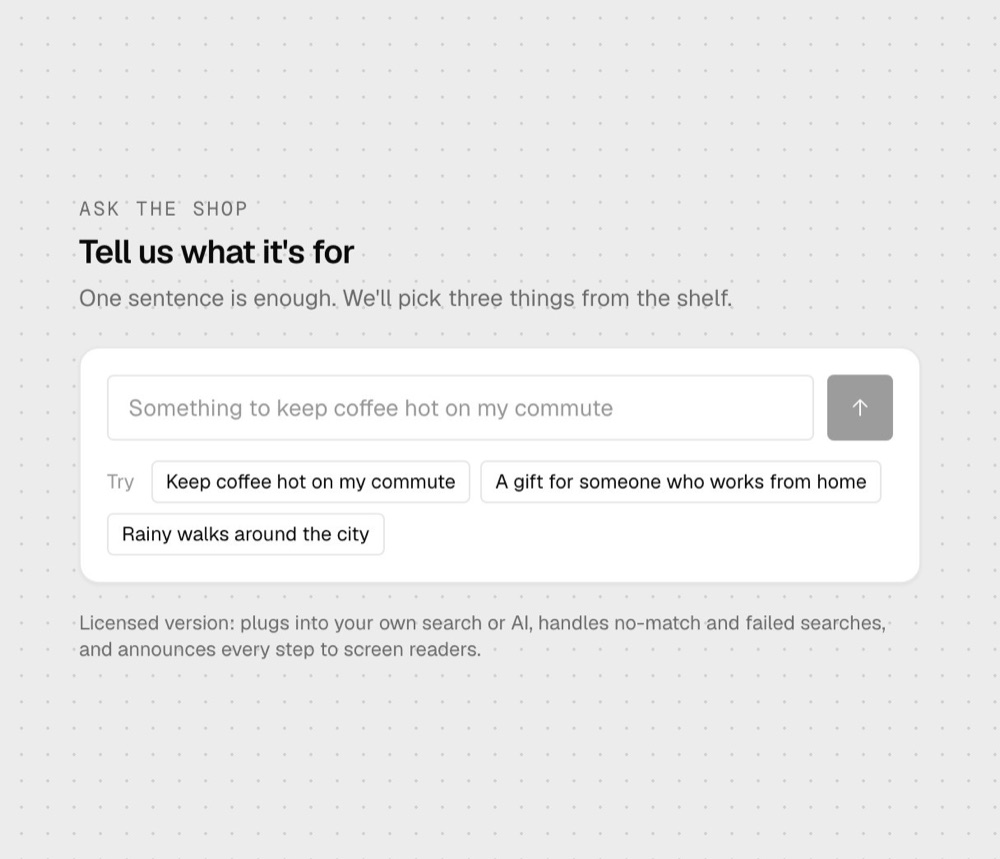 ASK THE SHOP
Tell us what it's for
One sentence is enough. We'll pick three things from the shelf.
Something to keep coffee hot on my commute
Try
Keep coffee hot on my commute
A gift for someone who works from home
Rainy walks around the city
Licensed version: plugs into your own search or AI, handles no-match and failed searches,
and announces every step to screen readers.